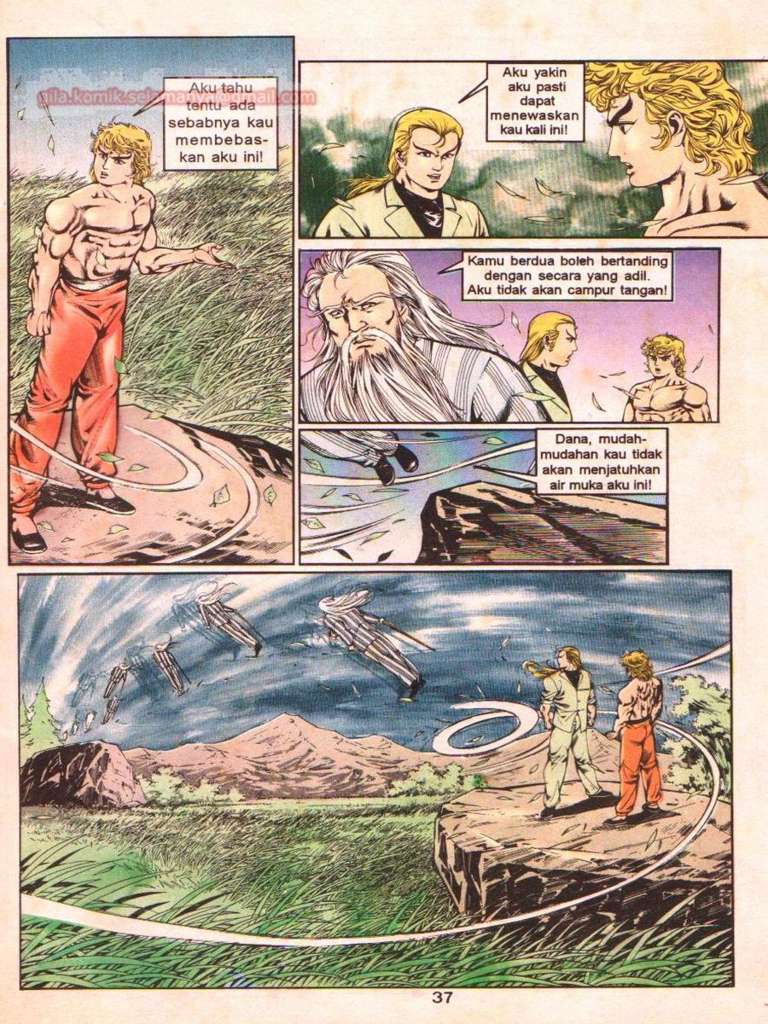 Aku tahu
tentu ada
sebabnya kau
membebas-
kan aku ini!
Aku yakin
aku pasti
dapat
menewaskan
kau kali ini!
Kamu berdua boleh bertanding
dengan secara yang adil.
Aku tidak akan campur tangan!
Dana, mudah-
mudahan kau tidak
akan menjatuhkan
air muka aku ini!
37